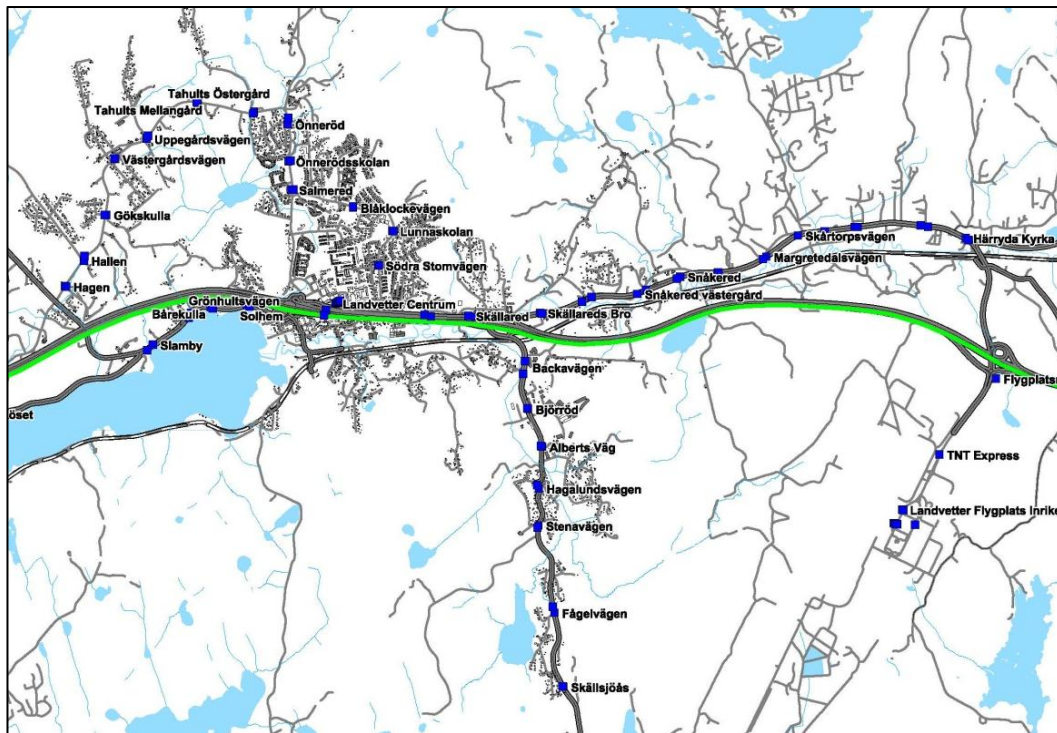 Tahults Östergård
Tahults Mellangård
Önneröd
Uppegårdsvägen
Västergårdsvägen
Önnerödsskolan
Salmered
Blåklockevägen
Gökskulla
Lunnaskolan
Skårtorpsvägen
Härryda Kyrka
Hallen
Södra Stomvägen
Margretedalsvägen
Hagen
Snåkered
Snåkered västergård
Grönhultsvägen
Landvetter Centrum
Bårekulla
Solhem
Skällared
Skällareds Bro
Slamby
Backavägen
Flygplats
öset
Björröd
Alberts Väg
TNT Express
Hagalundsvägen
Landvetter Flygplats Inrike
Stenavägen
Fågelvägen
Skällsjöås